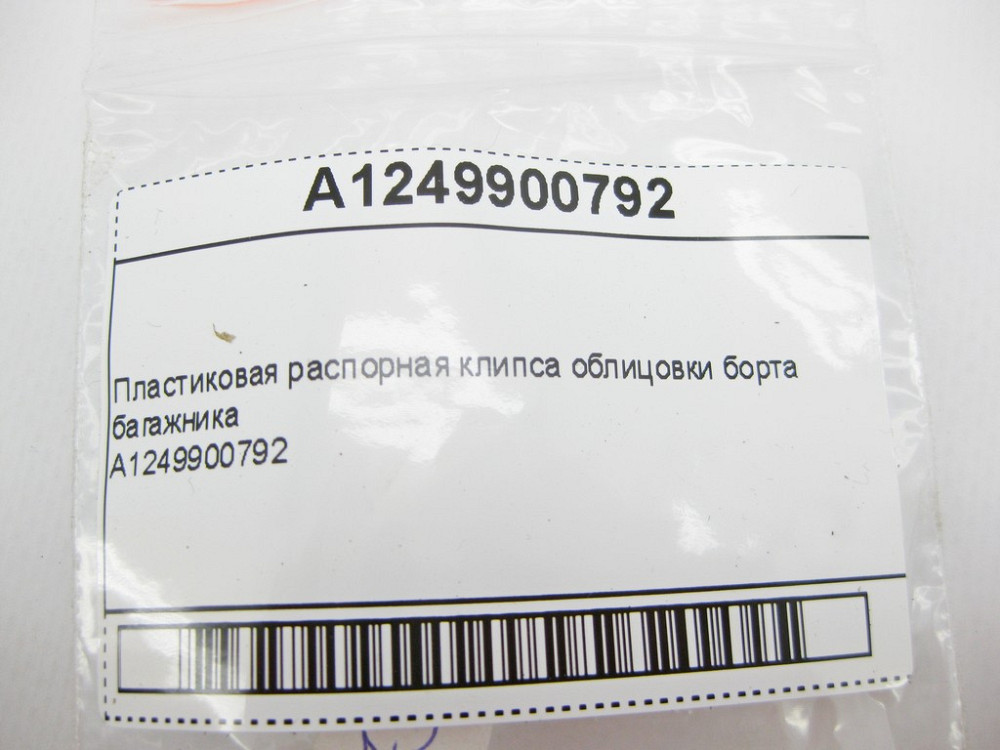 A1249900792
Пластиковая распорная клипса облицовки борта
багажника
A1249900792